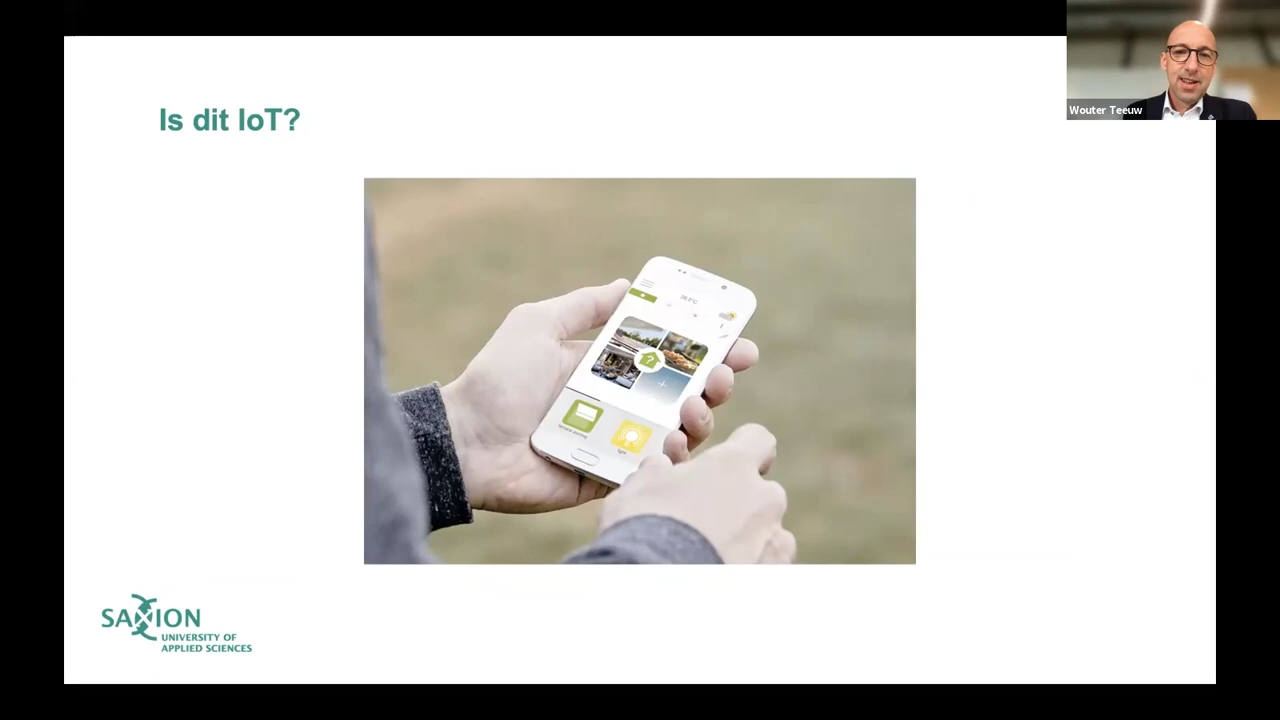 Wouter Teeuw
Is dit IoT?
SAXION
UNIVERSITY OF
APPLIED SCIENCES